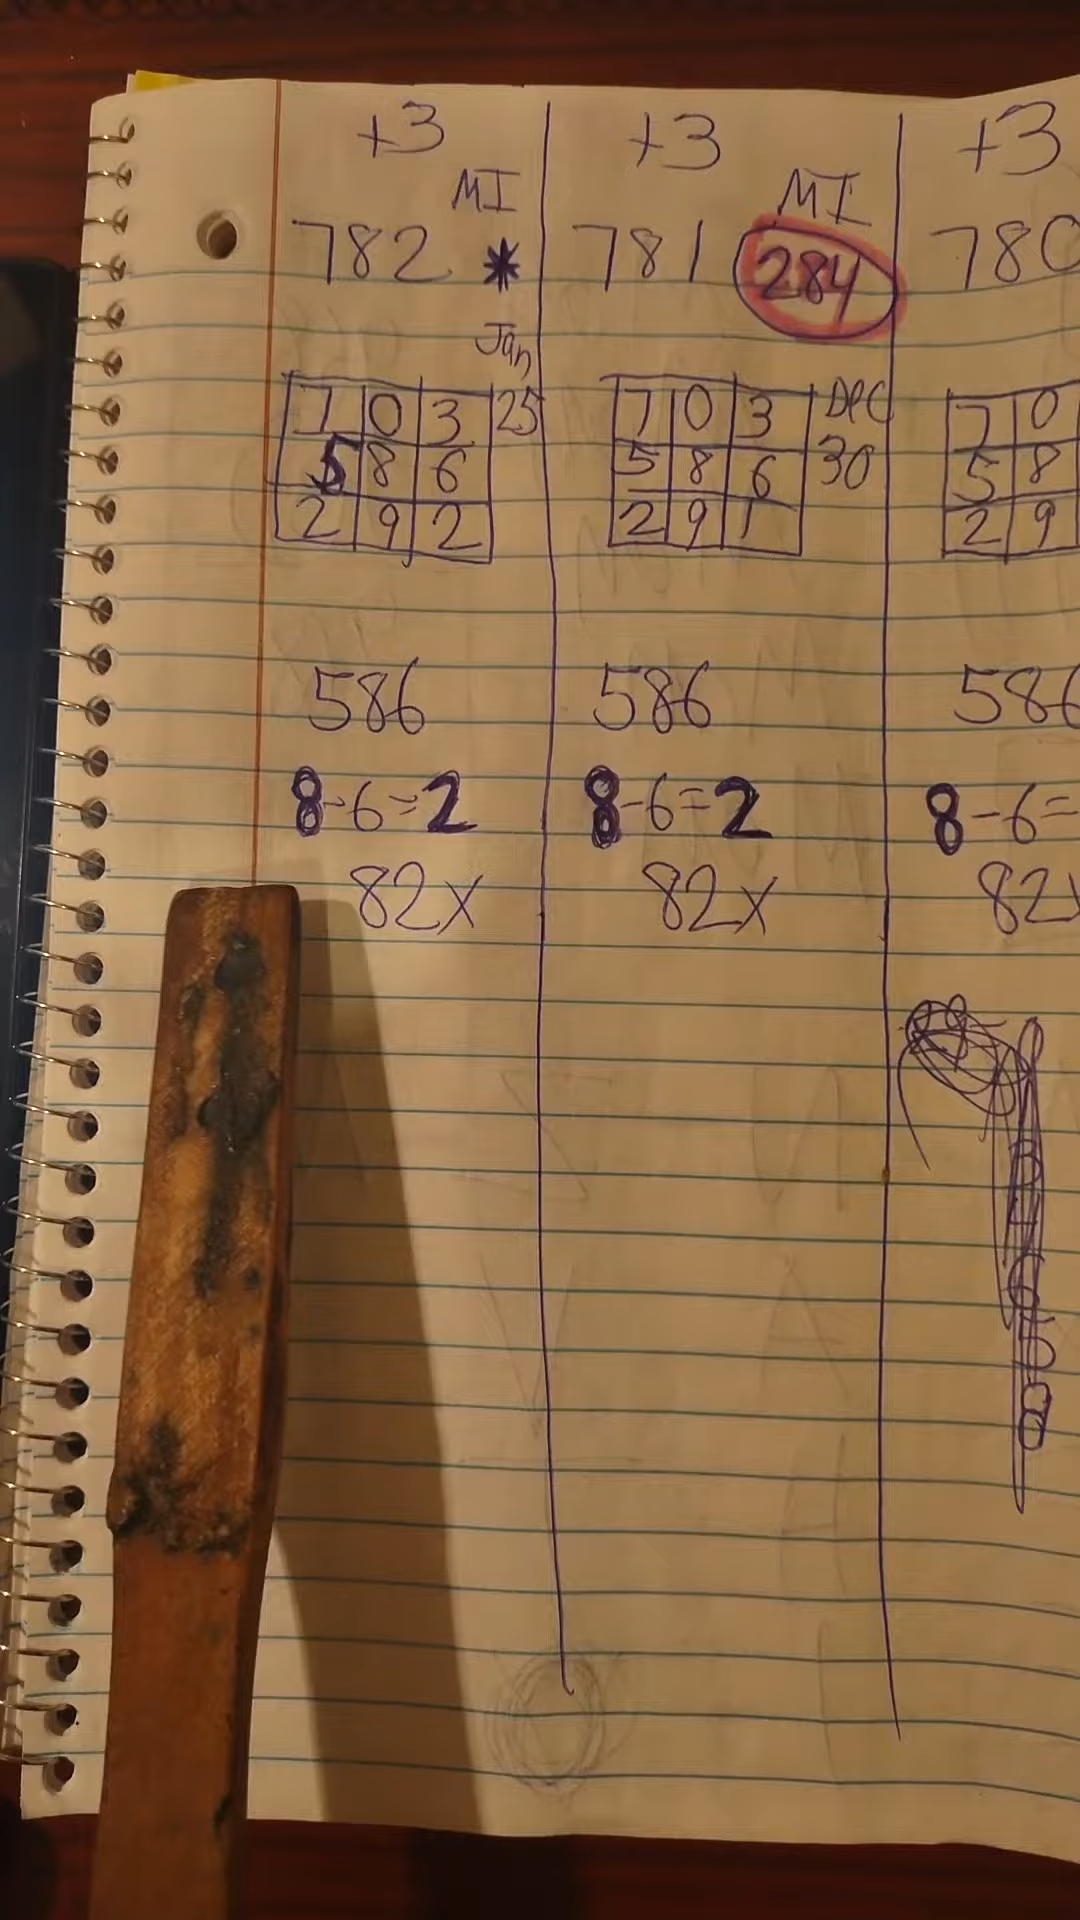 +3
MI
782 *
Jan
7 0 3 25
5 8 6
2 9 2
586
8-6=2
82x
+3
MI
781 284
7 0 3 Dec
5 8 6 30
2 9 1
586
8-6=2
82x
+3
780
7 0
5 8
2 9
586
8-6=
82x